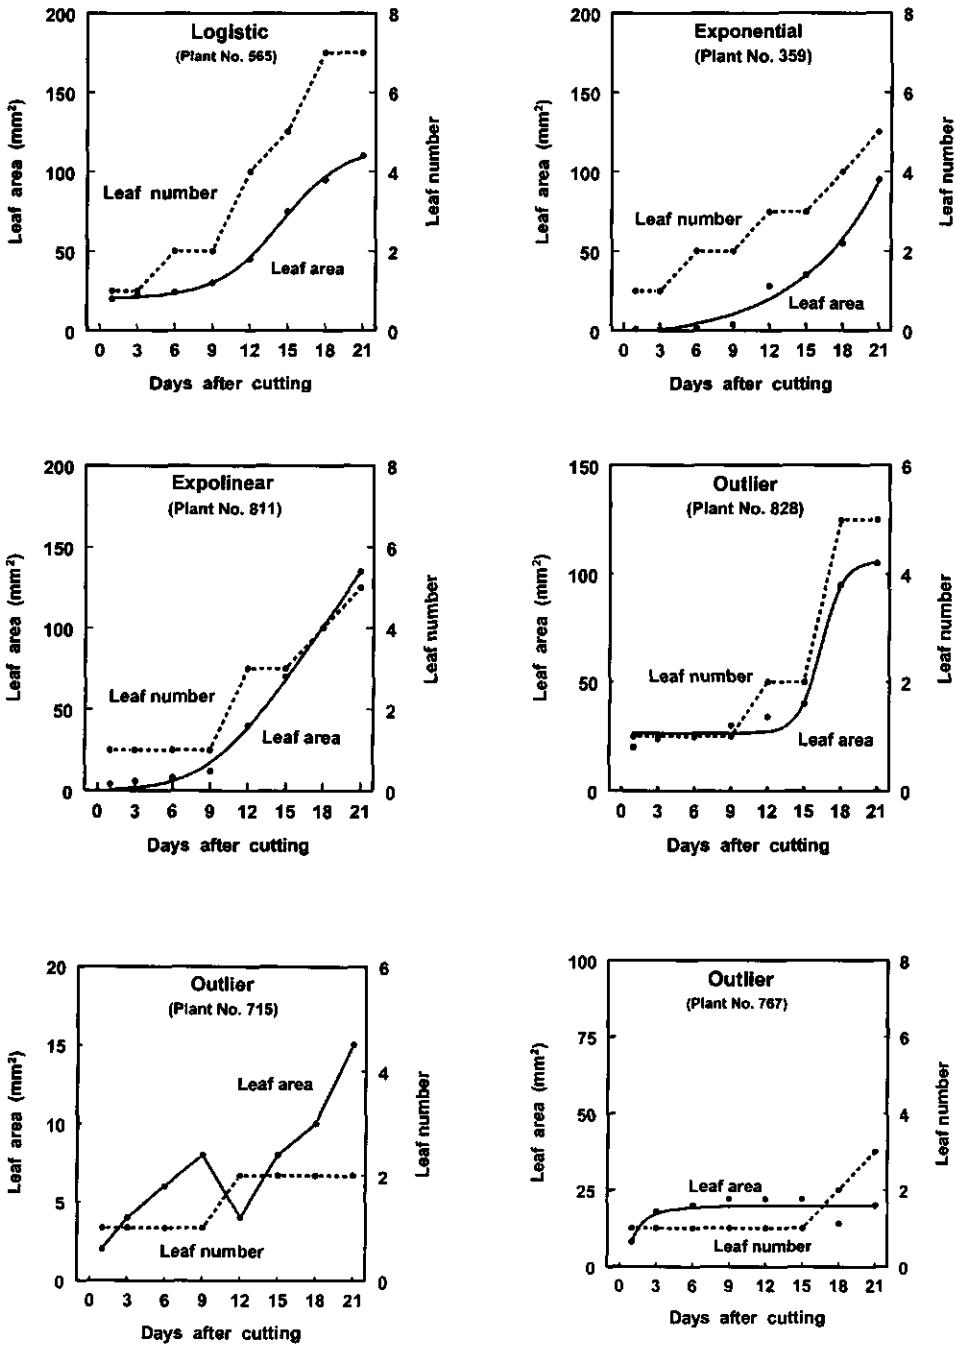 Logistic
(Plant No. 565)
Leaf area (mm²)
200
150
100
50
0
8
6
4
2
0
Leaf number
Leaf number
Leaf area
0 3 6 9 12 15 18 21
Days after cutting
Exponential
(Plant No. 359)
Leaf area (mm²)
200
150
100
50
0
8
6
4
2
0
Leaf number
Leaf number
Leaf area
0 3 6 9 12 15 18 21
Days after cutting
Expolinear
(Plant No. 811)
Leaf area (mm²)
200
150
100
50
0
8
6
4
2
0
Leaf number
Leaf number
Leaf area
0 3 6 9 12 15 18 21
Days after cutting
Outlier
(Plant No. 828)
Leaf area (mm²)
150
100
50
0
6
4
2
0
Leaf number
Leaf number
Leaf area
0 3 6 9 12 15 18 21
Days after cutting
Outlier
(Plant No. 715)
Leaf area (mm²)
20
15
10
5
0
6
4
2
0
Leaf number
Leaf area
Leaf number
0 3 6 9 12 15 18 21
Days after cutting
Outlier
(Plant No. 767)
Leaf area (mm²)
100
75
50
25
0
8
6
4
2
0
Leaf number
Leaf area
Leaf number
0 3 6 9 12 15 18 21
Days after cutting